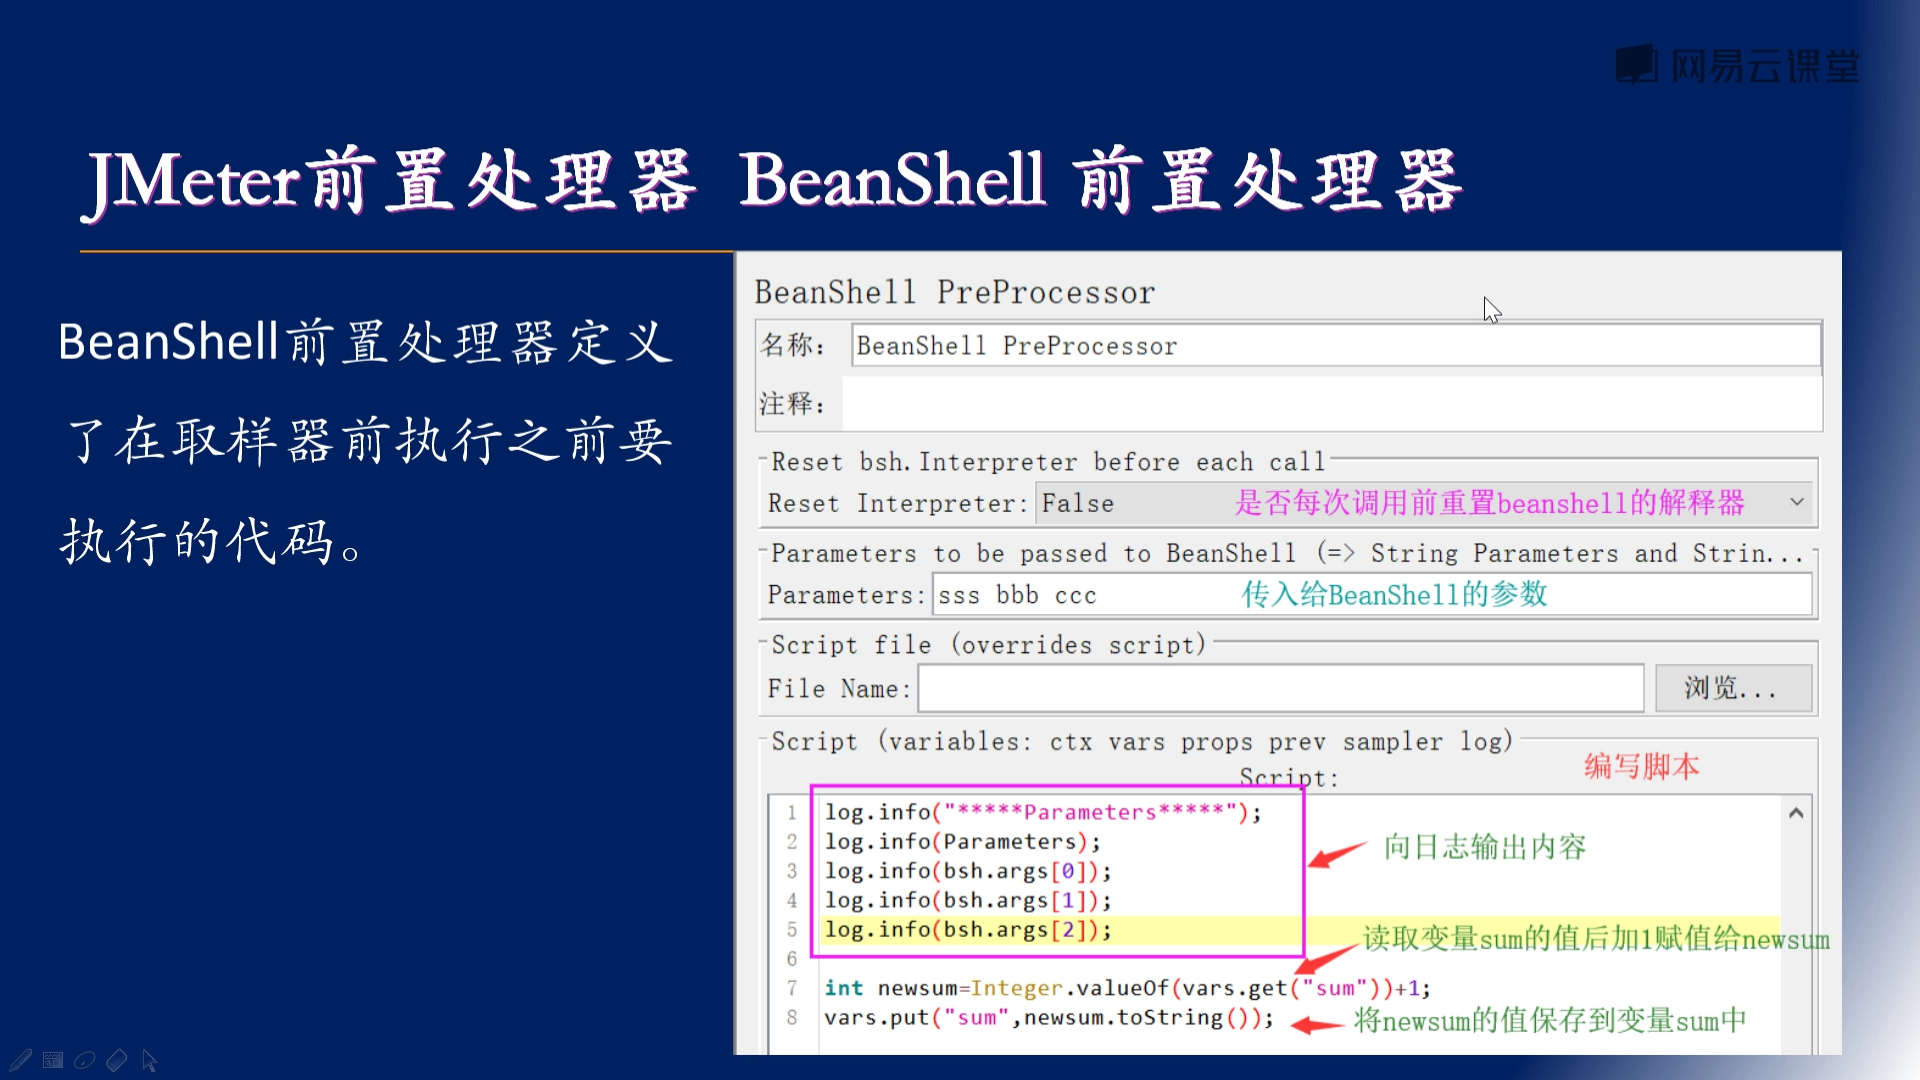 网易云课堂
JMeter前置处理器 BeanShell 前置处理器
BeanShell前置处理器定义
了在取样器前执行之前要
执行的代码。
BeanShell PreProcessor
名称： BeanShell PreProcessor
注释：
Reset bsh.Interpreter before each call
Reset Interpreter: False 是否每次调用前重置beanshell的解释器
Parameters to be passed to BeanShell (=> String Parameters and Strin...
Parameters: sss bbb ccc 传入给BeanShell的参数
Script file (overrides script)
File Name: 浏览...
Script (variables: ctx vars props prev sampler log)
编写脚本
Script:
1 log.info("*****Parameters*****");
2 log.info(Parameters);
向日志输出内容
3 log.info(bsh.args[0]);
4 log.info(bsh.args[1]);
5 log.info(bsh.args[2]);
读取变量sum的值后加1赋值给newsum
6
7 int newsum=Integer.valueOf(vars.get("sum"))+1;
8 vars.put("sum",newsum.toString());
将newsum的值保存到变量sum中